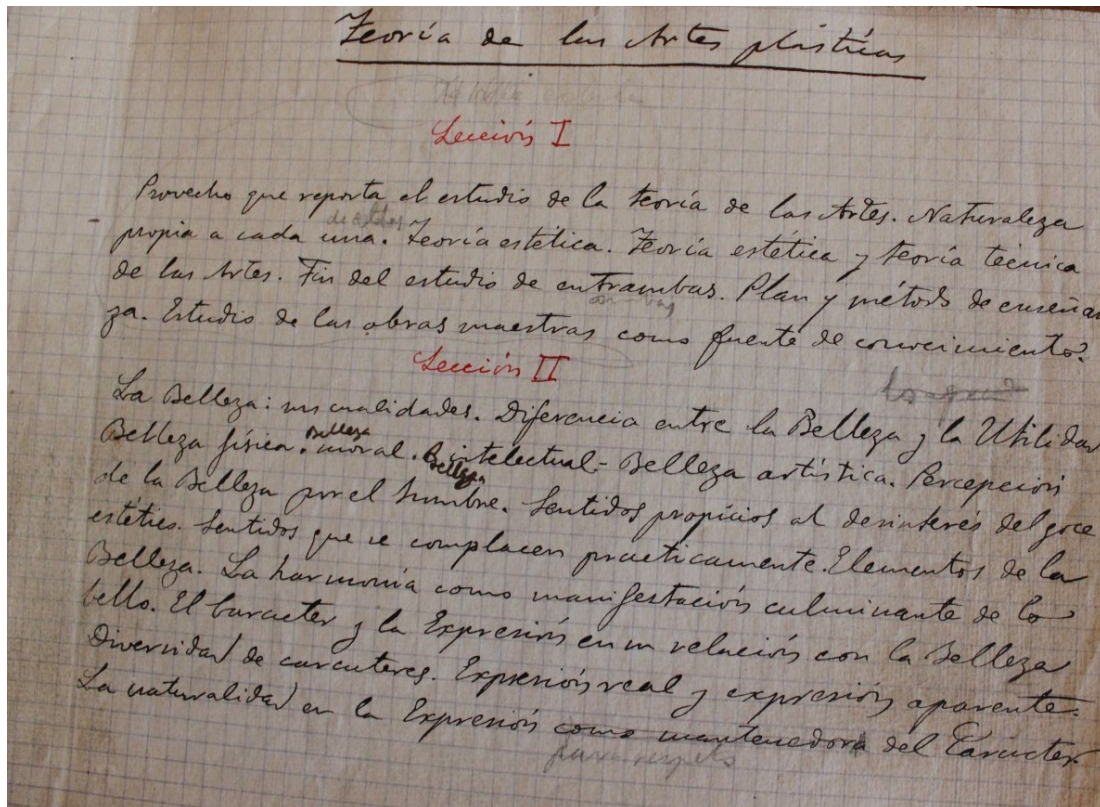 Teoría de las Artes plásticas
Lección I
Provecho que reporta el estudio de la teoría de las Artes. Naturaleza
propia a cada una. Teoría estética. Teoría estética y teoría técnica
de las Artes. Fin del estudio de entrambas. Plan y método de enseñan
za. Estudio de las obras maestras como fuente de conocimiento.
Lección II
La Belleza: sus cualidades. Diferencia entre la Belleza y la Utilidad
Belleza física. Belleza moral. Belleza intelectual - Belleza artística. Percepción
de la Belleza por el hombre. Sentidos propicios al desinterés del goce
estético. Sentidos que se complacen practicamente. Elementos de la
Belleza. La harmonía como manifestación culminante de lo
bello. El Caracter y la Expresión en su relación con la Belleza
Diversidad de caracteres. Expresión real y expresión aparente.
La naturalidad en la Expresión como mantenedora del Carácter